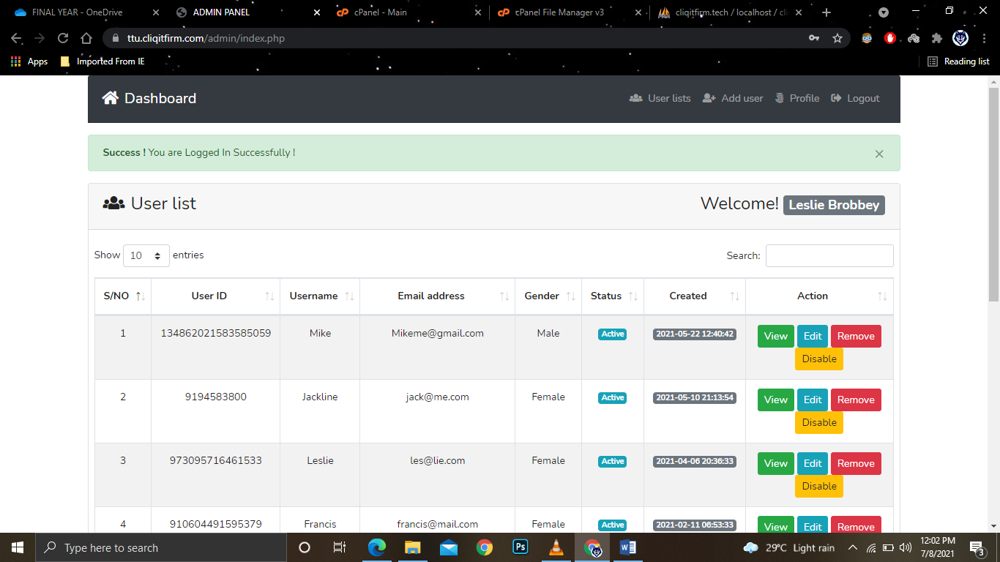 FINAL YEAR - OneDrive
ADMIN PANEL
cPanel - Main
cPanel File Manager v3
cliqitfirm.tech / localhost / cli
ttu.cliqitfirm.com/admin/index.php
Apps
Imported From IE
Reading list
Dashboard
User lists
Add user
Profile
Logout
Success ! You are Logged In Successfully !
×
User list
Welcome! Leslie Brobbey
Show 10 entries
Search:
S/NO User ID Username Email address Gender Status Created Action
1 134862021583585059 Mike Mikeme@gmail.com Male Active 2021-05-22 12:40:42 View Edit Remove
Disable
2 9194583800 Jackline jack@me.com Female Active 2021-05-10 21:13:54 View Edit Remove
Disable
3 973095716461533 Leslie les@lie.com Female Active 2021-04-06 20:36:33 View Edit Remove
Disable
4 910604491595379 Francis francis@mail.com Female Active 2021-02-11 06:53:33 View Edit Remove
Type here to search
Ps
29°C Light rain
12:02 PM
7/8/2021
3